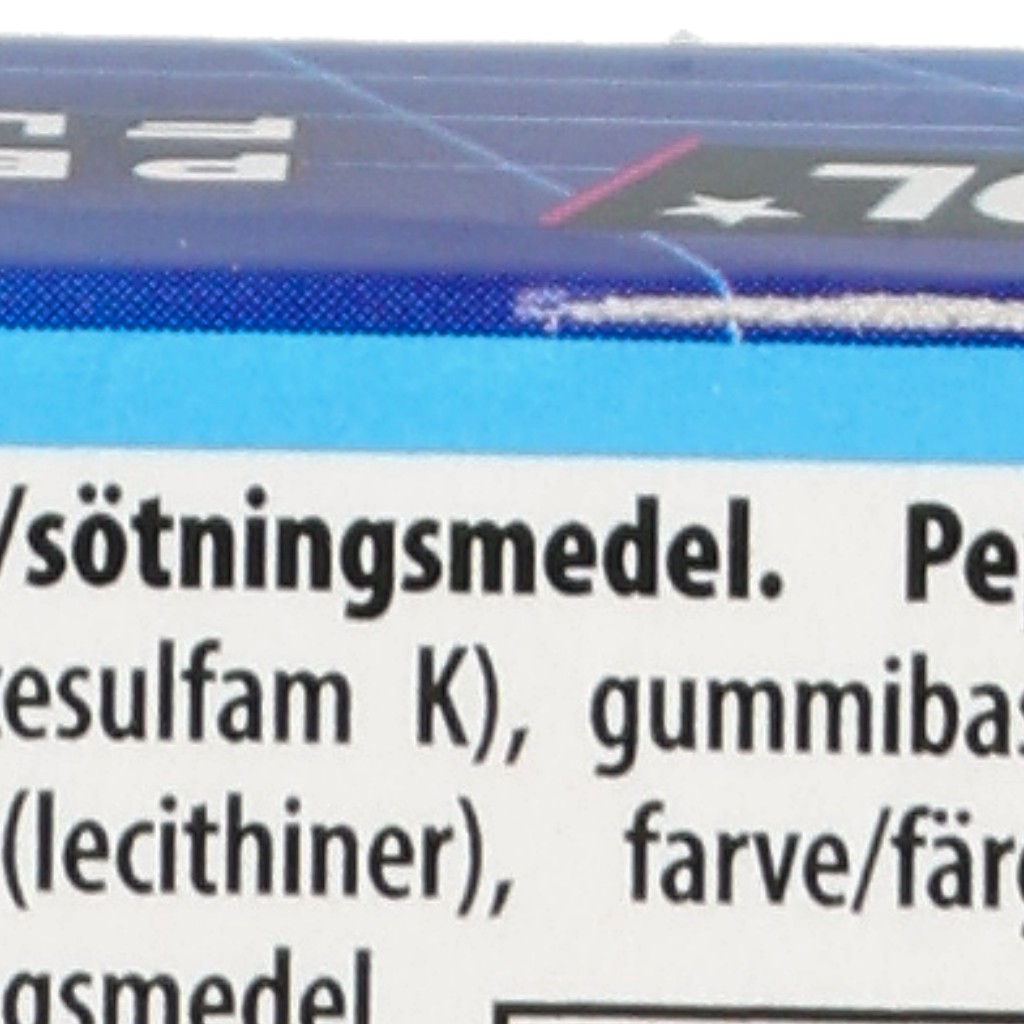 /sötningsmedel. Pe
esulfam K), gummibas
(lecithiner), farve/fär
gsmedel